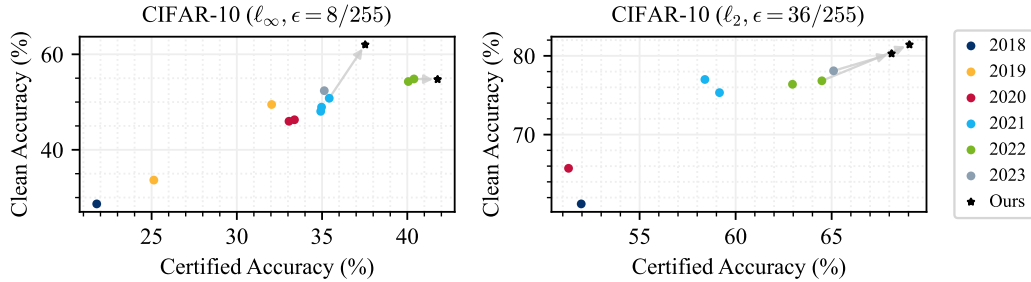 CIFAR-10 (ℓ∞, ϵ = 8/255)
Clean Accuracy (%)
60
40
25
30
35
40
Certified Accuracy (%)
CIFAR-10 (ℓ2, ϵ = 36/255)
Clean Accuracy (%)
80
70
55
60
65
Certified Accuracy (%)
2018
2019
2020
2021
2022
2023
Ours